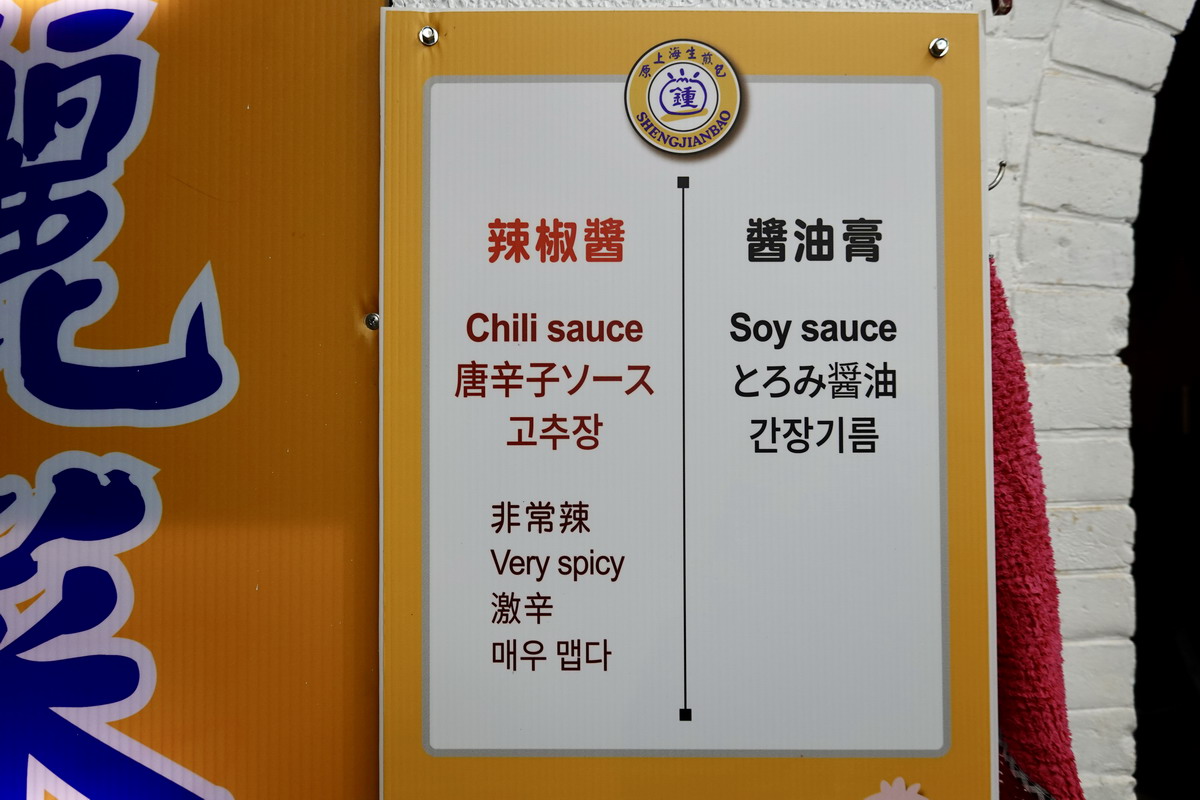 原上海生煎包
鍾
SHENGJIANBAO
辣椒醬
Chili sauce
唐辛子ソース
고추장
非常辣
Very spicy
激辛
매우 맵다
醬油膏
Soy sauce
とろみ醤油
간장기름